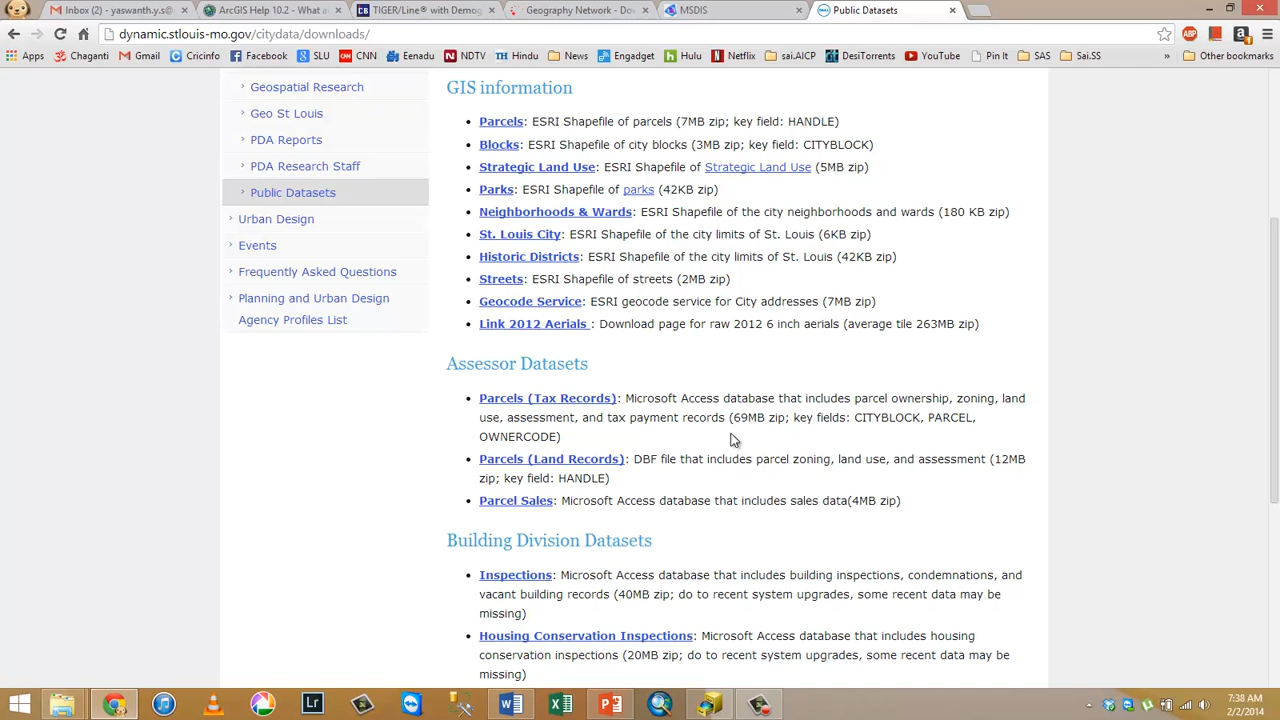 Inbox (2) - yaswanth.y.s@
ArcGIS Help 10.2 - What a
TIGER/Line® with Demog
Geography Network - Dov
MSDIS
Public Datasets
dynamic.stlouis-mo.gov/citydata/downloads/
Apps
Chaganti
Gmail
Cricinfo
Facebook
SLU
CNN
Eenadu
NDTV
Hindu
News
Engadget
Hulu
Netflix
sai.AICP
DesiTorrents
YouTube
Pin It
SAS
Sai.SS
»
Other bookmarks
Geospatial Research
Geo St Louis
PDA Reports
PDA Research Staff
Public Datasets
Urban Design
Events
Frequently Asked Questions
Planning and Urban Design
Agency Profiles List
GIS information
• Parcels: ESRI Shapefile of parcels (7MB zip; key field: HANDLE)
• Blocks: ESRI Shapefile of city blocks (3MB zip; key field: CITYBLOCK)
• Strategic Land Use: ESRI Shapefile of Strategic Land Use (5MB zip)
• Parks: ESRI Shapefile of parks (42KB zip)
• Neighborhoods & Wards: ESRI Shapefile of the city neighborhoods and wards (180 KB zip)
• St. Louis City: ESRI Shapefile of the city limits of St. Louis (6KB zip)
• Historic Districts: ESRI Shapefile of the city limits of St. Louis (42KB zip)
• Streets: ESRI Shapefile of streets (2MB zip)
• Geocode Service: ESRI geocode service for City addresses (7MB zip)
• Link 2012 Aerials : Download page for raw 2012 6 inch aerials (average tile 263MB zip)
Assessor Datasets
• Parcels (Tax Records): Microsoft Access database that includes parcel ownership, zoning, land
use, assessment, and tax payment records (69MB zip; key fields: CITYBLOCK, PARCEL,
OWNERCODE)
• Parcels (Land Records): DBF file that includes parcel zoning, land use, and assessment (12MB
zip; key field: HANDLE)
• Parcel Sales: Microsoft Access database that includes sales data(4MB zip)
Building Division Datasets
• Inspections: Microsoft Access database that includes building inspections, condemnations, and
vacant building records (40MB zip; do to recent system upgrades, some recent data may be
missing)
• Housing Conservation Inspections: Microsoft Access database that includes housing
conservation inspections (20MB zip; do to recent system upgrades, some recent data may be
missing)
Lr
7:38 AM
2/2/2014